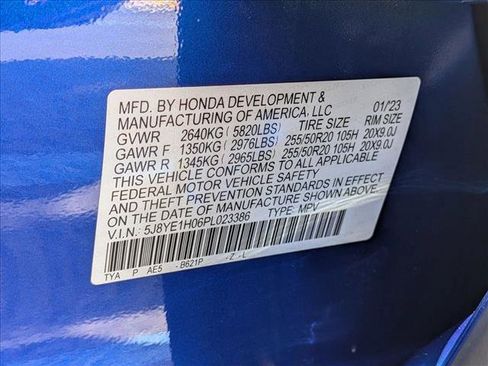 MFD. BY HONDA DEVELOPMENT &
MANUFACTURING OF AMERICA, LLC 01/23
GVWR 2640KG (5820LBS) TIRE SIZE RIM SIZE
GAWR F 1350KG (2976LBS) 255/50R20 105H 20X9.0J
GAWR R 1345KG (2965LBS) 255/50R20 105H 20X9.0J
THIS VEHICLE CONFORMS TO ALL APPLICABLE
FEDERAL MOTOR VEHICLE SAFETY
AND THEFT PREVENTION STANDARDS IN EFFECT
ON THE DATE OF MANUFACTURE SHOWN ABOVE.
V.I.N.: 5J8YE1H06PL023386 TYPE: MPV
TYA P AE5 - B621P - Z - L